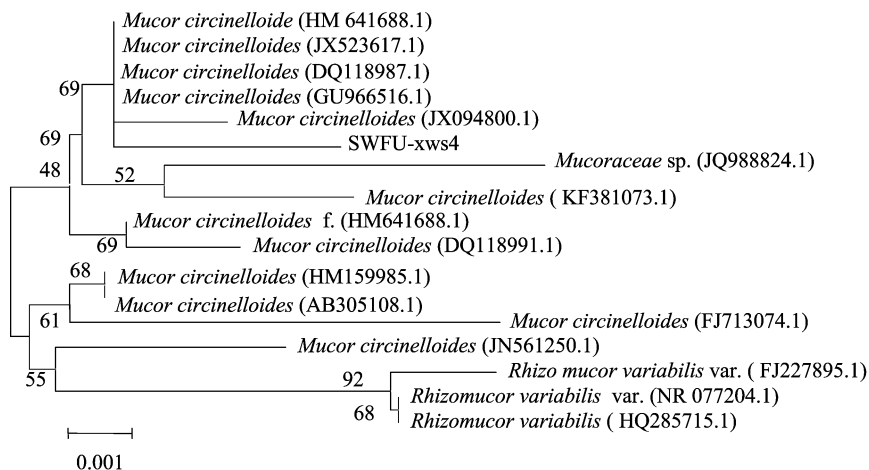 Mucor circinelloide (HM 641688.1)
Mucor circinelloides (JX523617.1)
Mucor circinelloides (DQ118987.1)
69
Mucor circinelloides (GU966516.1)
Mucor circinelloides (JX094800.1)
69
SWFU-xws4
Mucoraceae sp. (JQ988824.1)
48
52
Mucor circinelloides ( KF381073.1)
Mucor circinelloides f. (HM641688.1)
69
Mucor circinelloides (DQ118991.1)
68
Mucor circinelloides (HM159985.1)
Mucor circinelloides (AB305108.1)
61
Mucor circinelloides (FJ713074.1)
Mucor circinelloides (JN561250.1)
Rhizo mucor variabilis var. ( FJ227895.1)
55
92
Rhizomucor variabilis var. (NR 077204.1)
68
Rhizomucor variabilis ( HQ285715.1)
0.001